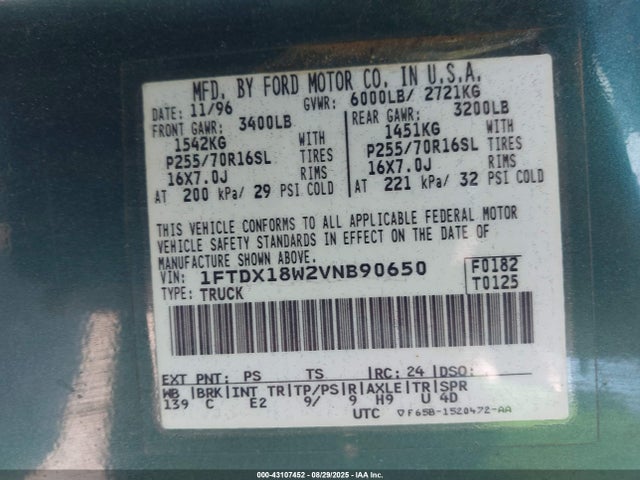 MFD. BY FORD MOTOR CO. IN U.S.A.
DATE: 11/96 GVWR: 6000LB/ 2721KG
FRONT GAWR: 3400LB REAR GAWR: 3200LB
1542KG WITH 1451KG WITH
P255/70R16SL TIRES P255/70R16SL TIRES
16X7.0J RIMS 16X7.0J RIMS
AT 200 kPa/ 29 PSI COLD AT 221 kPa/ 32 PSI COLD
THIS VEHICLE CONFORMS TO ALL APPLICABLE FEDERAL MOTOR
VEHICLE SAFETY STANDARDS IN EFFECT ON THE DATE OF
MANUFACTURE SHOWN ABOVE.
VIN: 1FTDX18W2VNB90650 F0182
TYPE: TRUCK T0125
EXT PNT: PS TS RC: 24 DSO:
WB BRK INT TR TP/PS R AXLE TR SPR
139 C E2 9/ 9 H9 U 4D
UTC ▽F65B-1520472-AA
000-43107452 - 08/29/2025 - IAAI.com